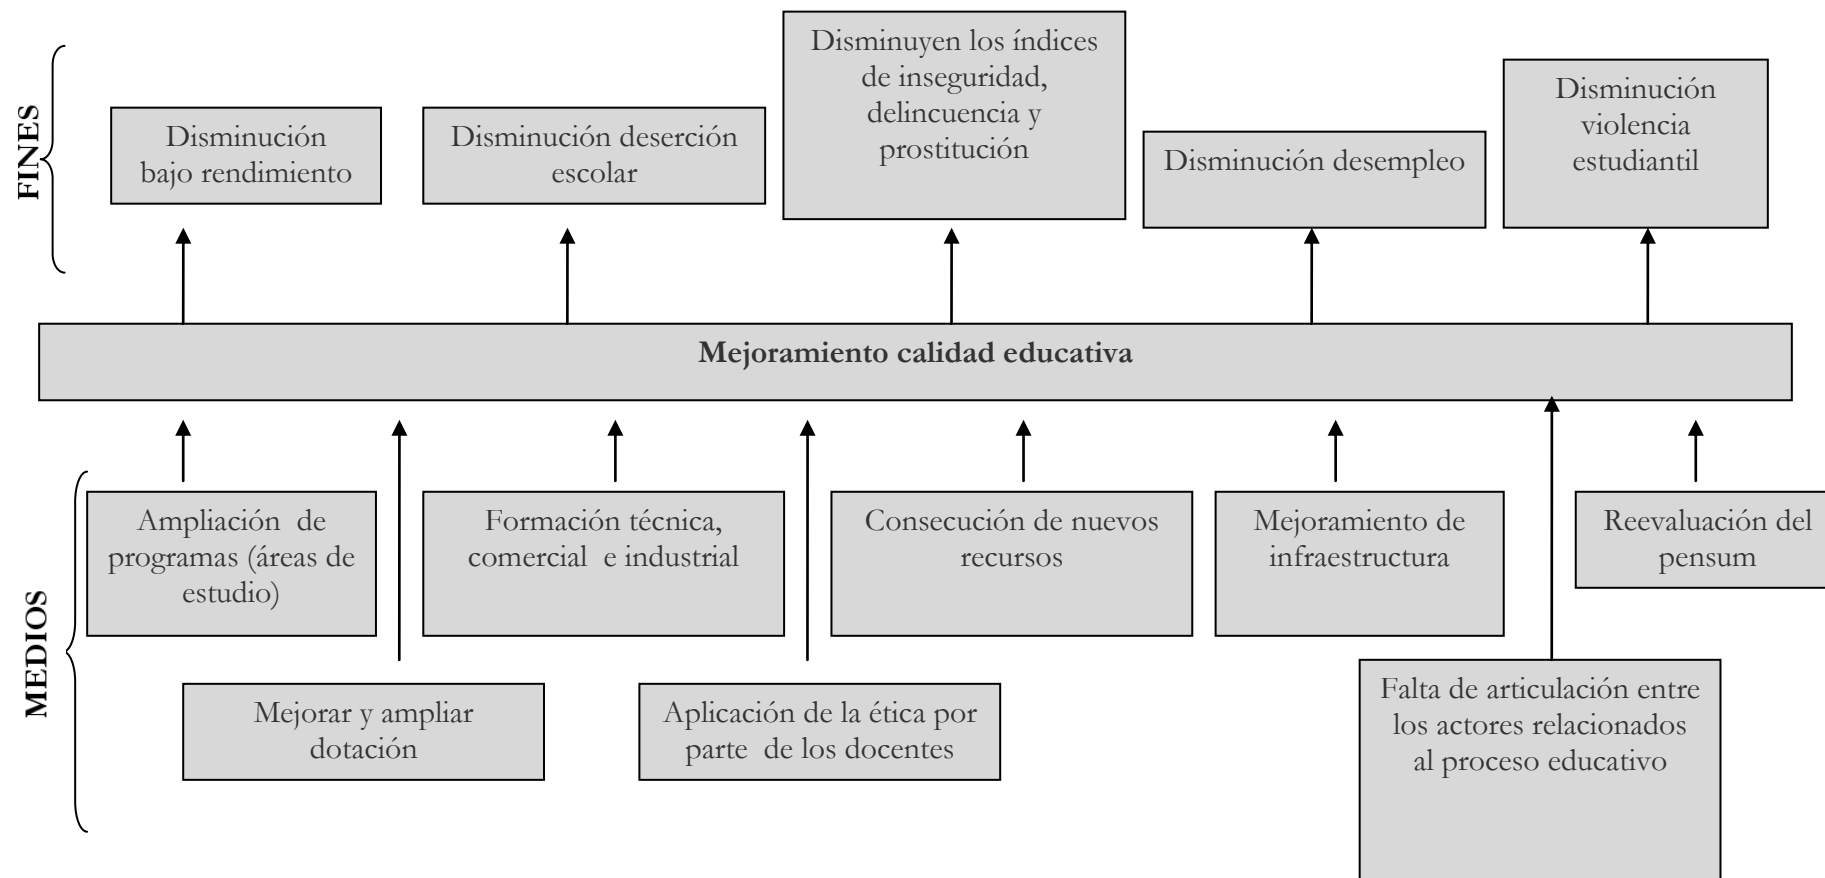 FINES
Disminución
bajo rendimiento
Disminución deserción
escolar
Disminuyen los índices
de inseguridad,
delincuencia y
prostitución
Disminución desempleo
Disminución
violencia
estudiantil
Mejoramiento calidad educativa
MEDIOS
Ampliación de
programas (áreas de
estudio)
Formación técnica,
comercial e industrial
Consecución de nuevos
recursos
Mejoramiento de
infraestructura
Reevaluación del
pensum
Mejorar y ampliar
dotación
Aplicación de la ética por
parte de los docentes
Falta de articulación entre
los actores relacionados
al proceso educativo